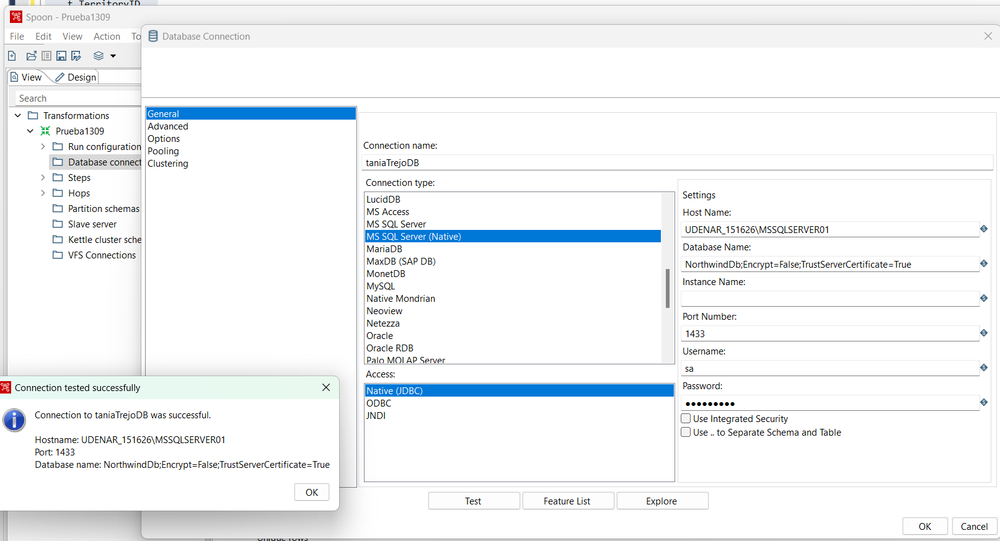 t.TerritoryID
Spoon - Prueba1309
File Edit View Action To
Database Connection
View Design
Search
Transformations
Prueba1309
Run configuration
Database connect
Steps
Hops
Partition schemas
Slave server
Kettle cluster sche
VFS Connections
General
Advanced
Options
Pooling
Clustering
Connection name:
taniaTrejoDB
Connection type:
LucidDB
MS Access
MS SQL Server
MS SQL Server (Native)
MariaDB
MaxDB (SAP DB)
MonetDB
MySQL
Native Mondrian
Neoview
Netezza
Oracle
Oracle RDB
Palo MOLAP Server
Access:
Native (JDBC)
ODBC
JNDI
Settings
Host Name:
UDENAR_151626\MSSQLSERVER01
Database Name:
NorthwindDb;Encrypt=False;TrustServerCertificate=True
Instance Name:
Port Number:
1433
Username:
sa
Password:
●●●●●●●●●
Use Integrated Security
Use .. to Separate Schema and Table
Test Feature List Explore
OK Cancel
Connection tested successfully
Connection to taniaTrejoDB was successful.
Hostname: UDENAR_151626\MSSQLSERVER01
Port: 1433
Database name: NorthwindDb;Encrypt=False;TrustServerCertificate=True
OK
Unique rows